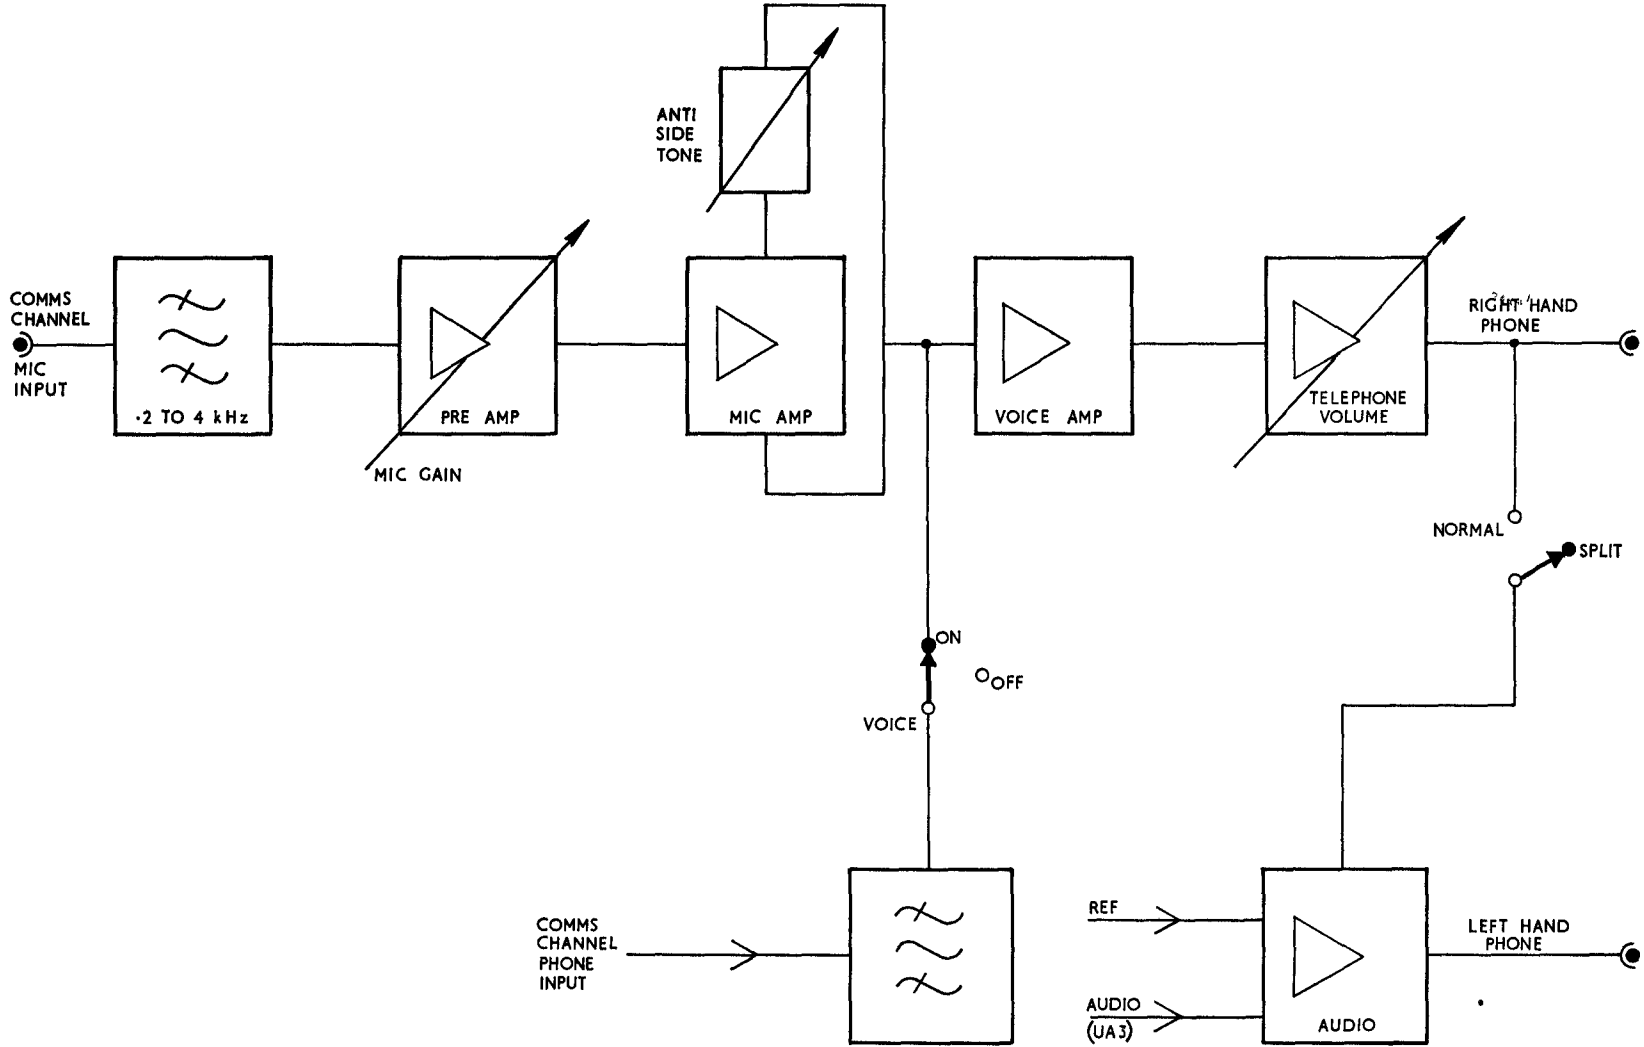 ANTI
SIDE
TONE
COMMS
CHANNEL
MIC
INPUT
·2 TO 4 kHz
PRE AMP
MIC GAIN
MIC AMP
VOICE AMP
TELEPHONE
VOLUME
RIGHT HAND
PHONE
NORMAL
SPLIT
ON
OFF
VOICE
COMMS
CHANNEL
PHONE
INPUT
REF
AUDIO
(UA3)
AUDIO
LEFT HAND
PHONE